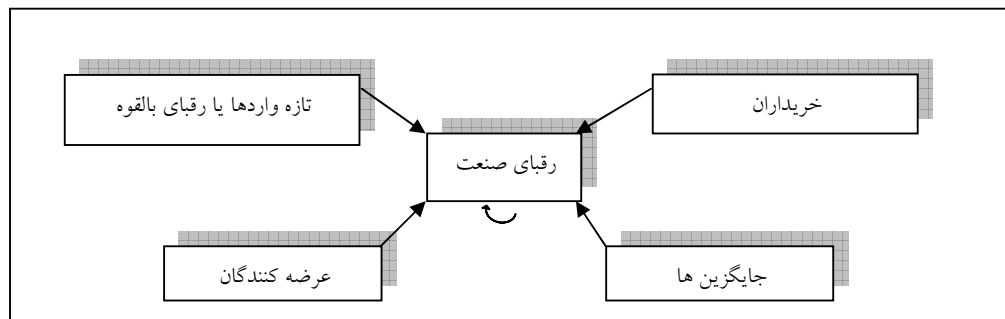 خریداران
تازه واردها یا رقبای بالقوه
رقبای صنعت
جایگزین ها
عرضه کنندگان